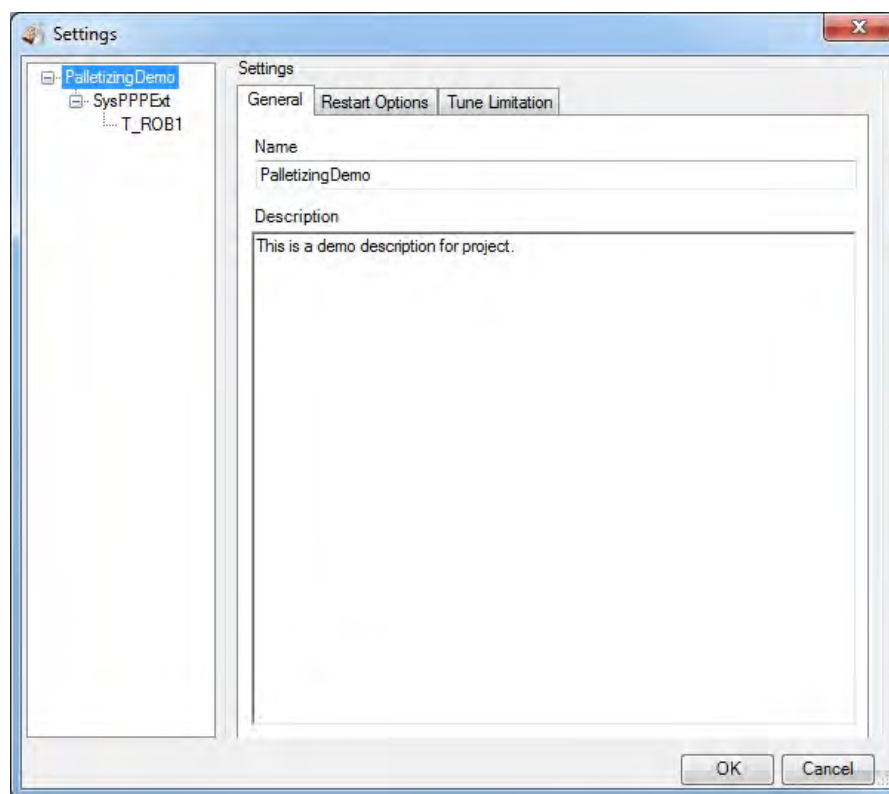 Settings
PalletizingDemo
SysPPPExt
T_ROB1
Settings
General Restart Options Tune Limitation
Name
PalletizingDemo
Description
This is a demo description for project.
OK Cancel